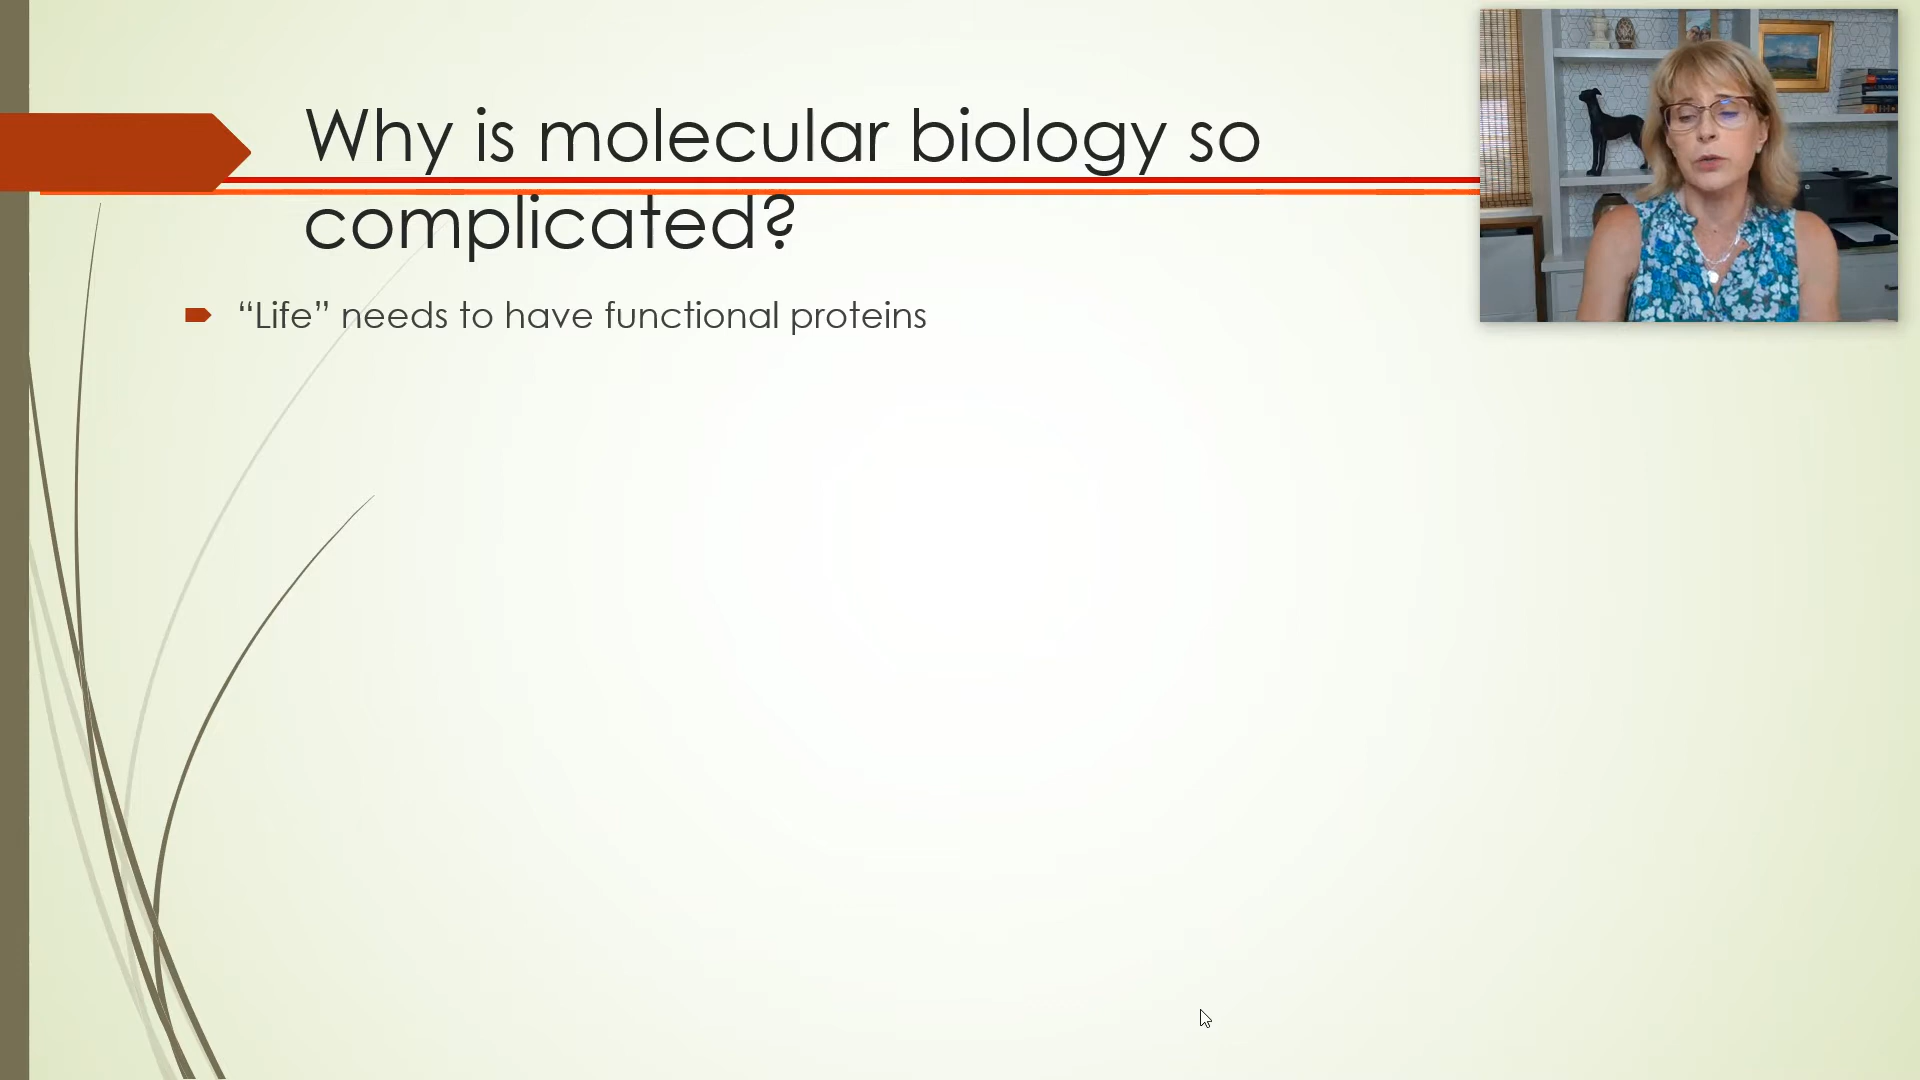 Why is molecular biology so
complicated?
“Life” needs to have functional proteins